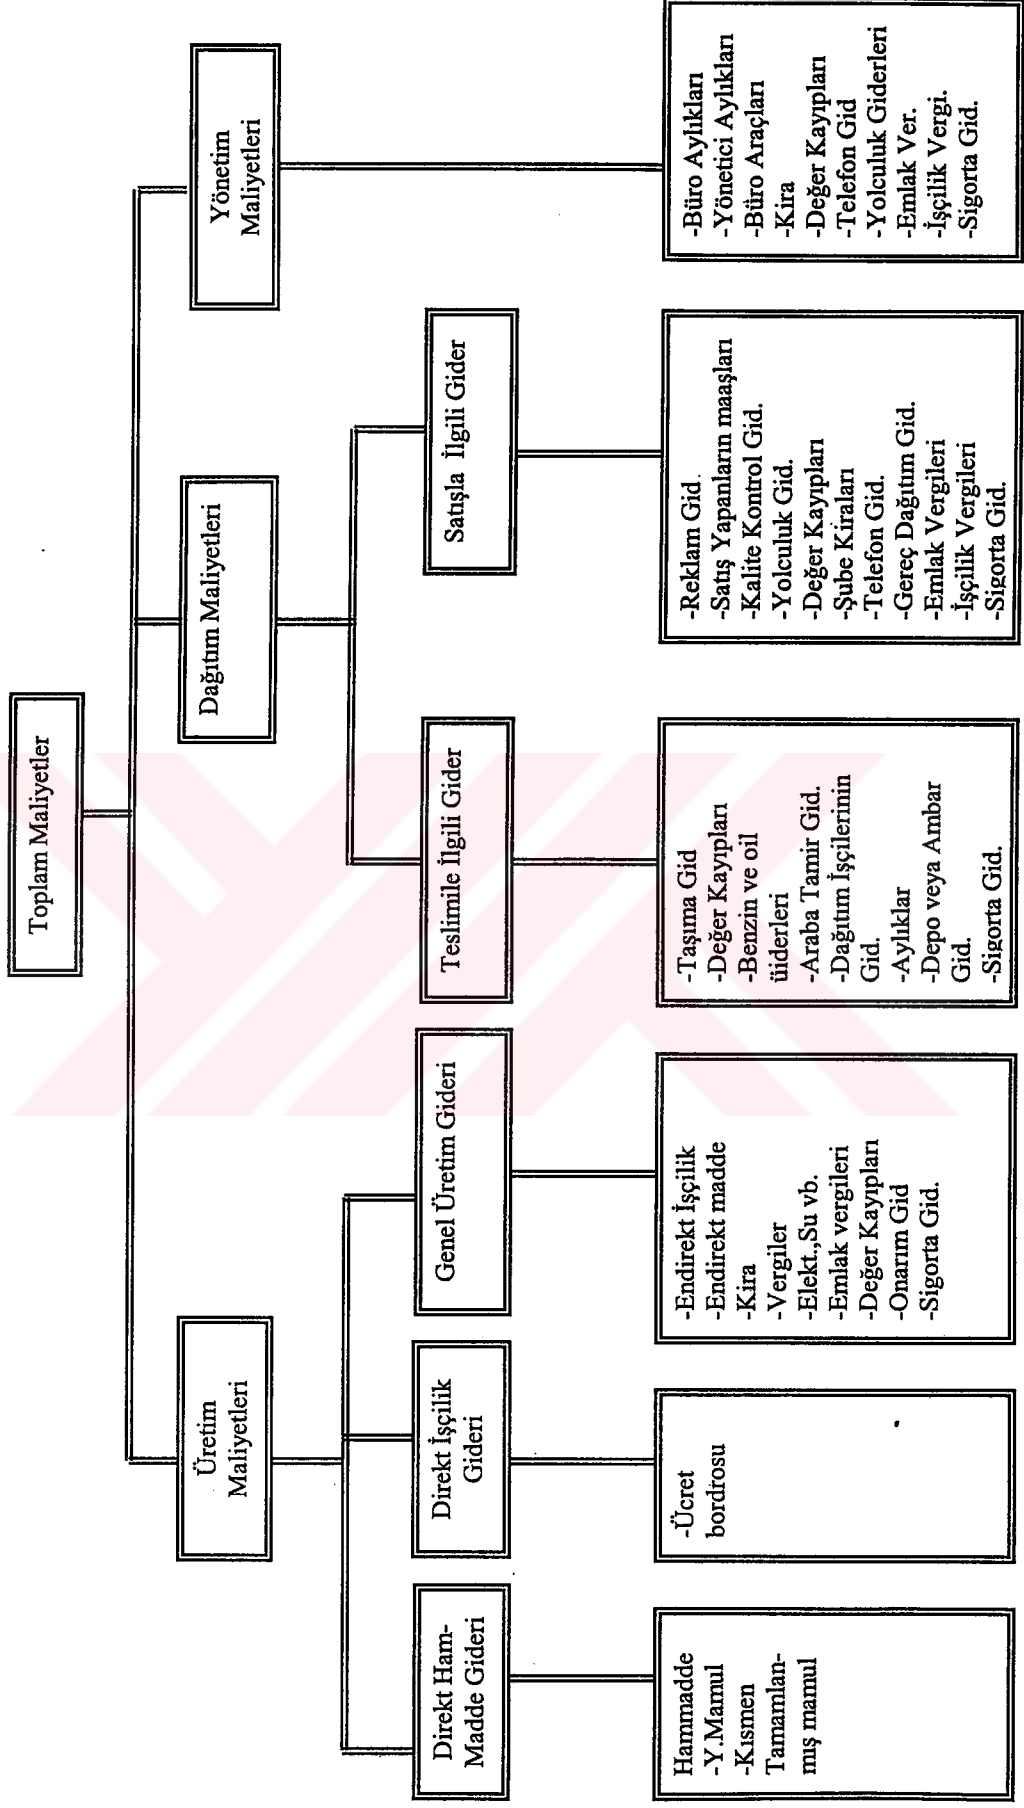 Toplam Maliyetler
Üretim
Maliyetleri
Dağıtım Maliyetleri
Yönetim
Maliyetleri
Direkt Ham-
Madde Gideri
Direkt İşçilik
Gideri
Genel Üretim Gideri
Teslimile İlgili Gider
Satışla İlgili Gider
Hammadde
-Y.Mamul
-Kısmen
Tamamlan-
mış mamul
-Ücret
bordrosu
-Endirekt İşçilik
-Endirekt madde
-Kira
-Vergiler
-Elekt.,Su vb.
-Emlak vergileri
-Değer Kayıpları
-Onarım Gid
-Sigorta Gid.
-Taşıma Gid
-Değer Kayıpları
-Benzin ve oil
üiderleri
-Araba Tamir Gid.
-Dağıtım İşçilerinin
Gid.
-Aylıklar
-Depo veya Ambar
Gid.
-Sigorta Gid.
-Reklam Gid.
-Satış Yapanların maaşları
-Kalite Kontrol Gid.
-Yolculuk Gid.
-Değer Kayıpları
-Şube Kiraları
-Telefon Gid.
-Gereç Dağıtım Gid.
-Emlak Vergileri
-İşçilik Vergileri
-Sigorta Gid.
-Büro Aylıkları
-Yönetici Aylıkları
-Büro Araçları
-Kira
-Değer Kayıpları
-Telefon Gid
-Yolculuk Giderleri
-Emlak Ver.
-İşçilik Vergi.
-Sigorta Gid.